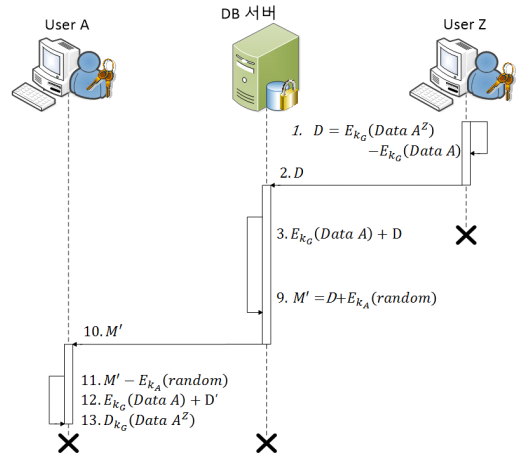 User A
DB 서버
User Z
1. D = E_{k_G}(Data A^Z)
−E_{k_G}(Data A)
2. D
3. E_{k_G}(Data A) + D
9. M' = D+E_{k_A}(random)
10. M'
11. M' − E_{k_A}(random)
12. E_{k_G}(Data A) + D'
13. D_{k_G}(Data A^Z)